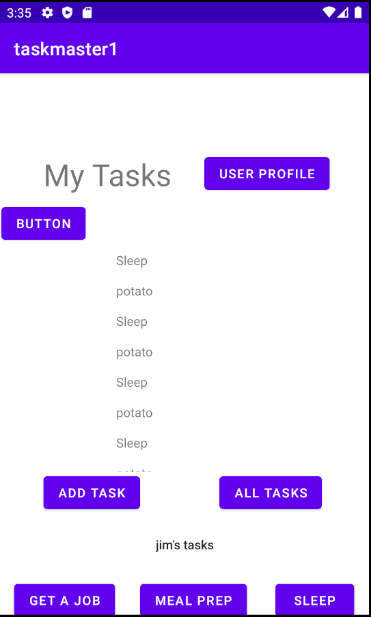 3:35
taskmaster1
My Tasks
USER PROFILE
BUTTON
Sleep
potato
Sleep
potato
Sleep
potato
Sleep
potato
ADD TASK
ALL TASKS
jim's tasks
GET A JOB
MEAL PREP
SLEEP